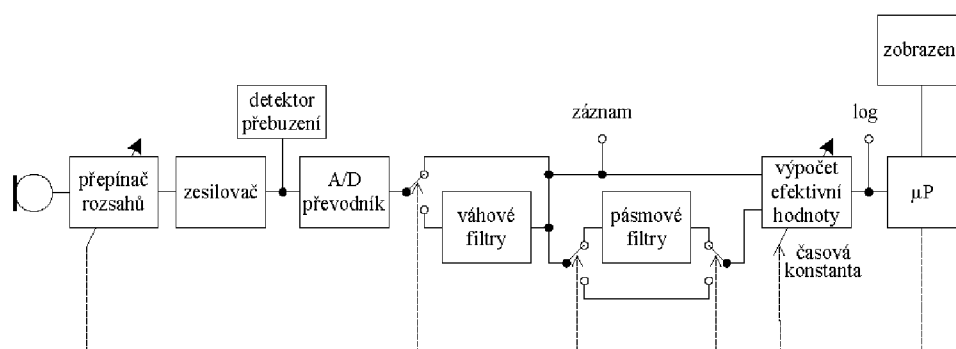 zobrazen
detektor
přebuzení
záznam
log
přepínač
rozsahů
zesilovač
A/D
převodník
váhové
filtry
pásmové
filtry
výpočet
efektivní
hodnoty
μP
časová
konstanta